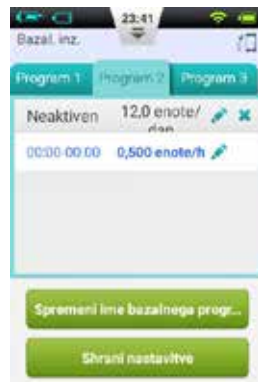 23:41
Bazal. inz.
Program 1 Program 2 Program 3
Neaktiven 12,0 enote/
dan
00:00-00:00 0,500 enote/h
Spremeni ime bazalnega progr...
Shrani nastavitve